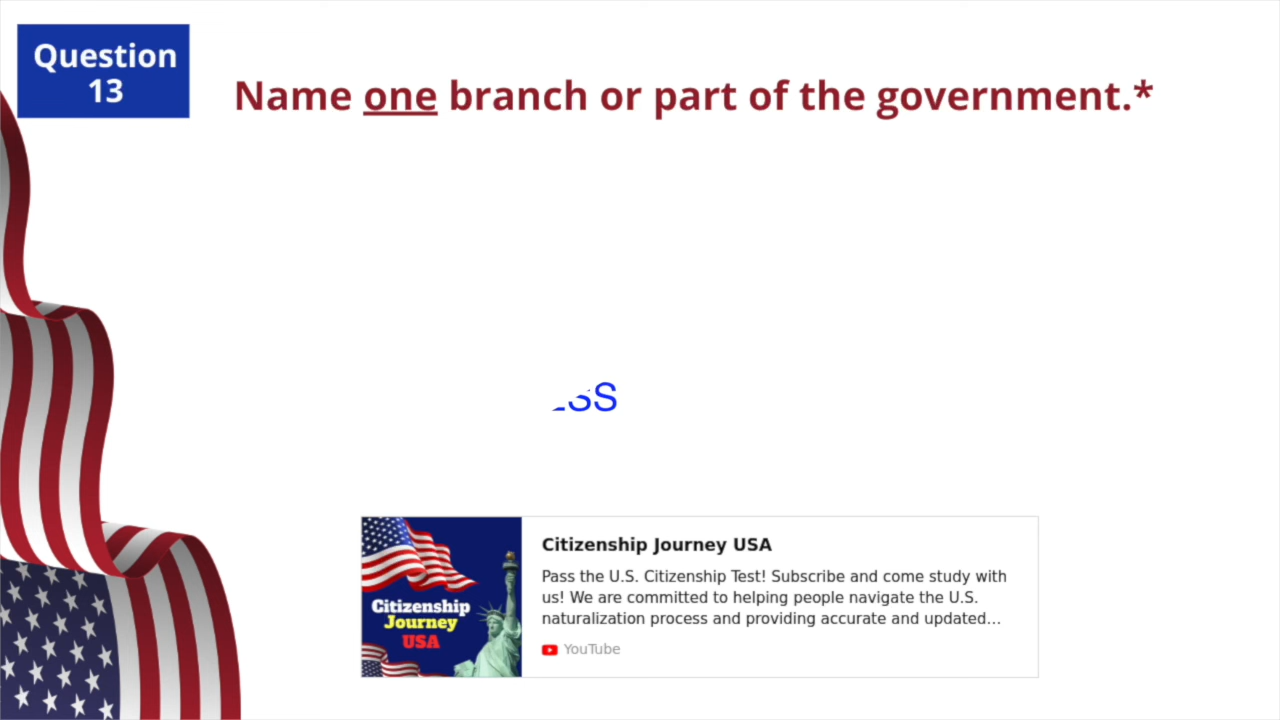 Question
13
Name one branch or part of the government.*
Citizenship Journey USA
Pass the U.S. Citizenship Test! Subscribe and come study with
us! We are committed to helping people navigate the U.S.
naturalization process and providing accurate and updated...
YouTube
Citizenship
Journey
USA